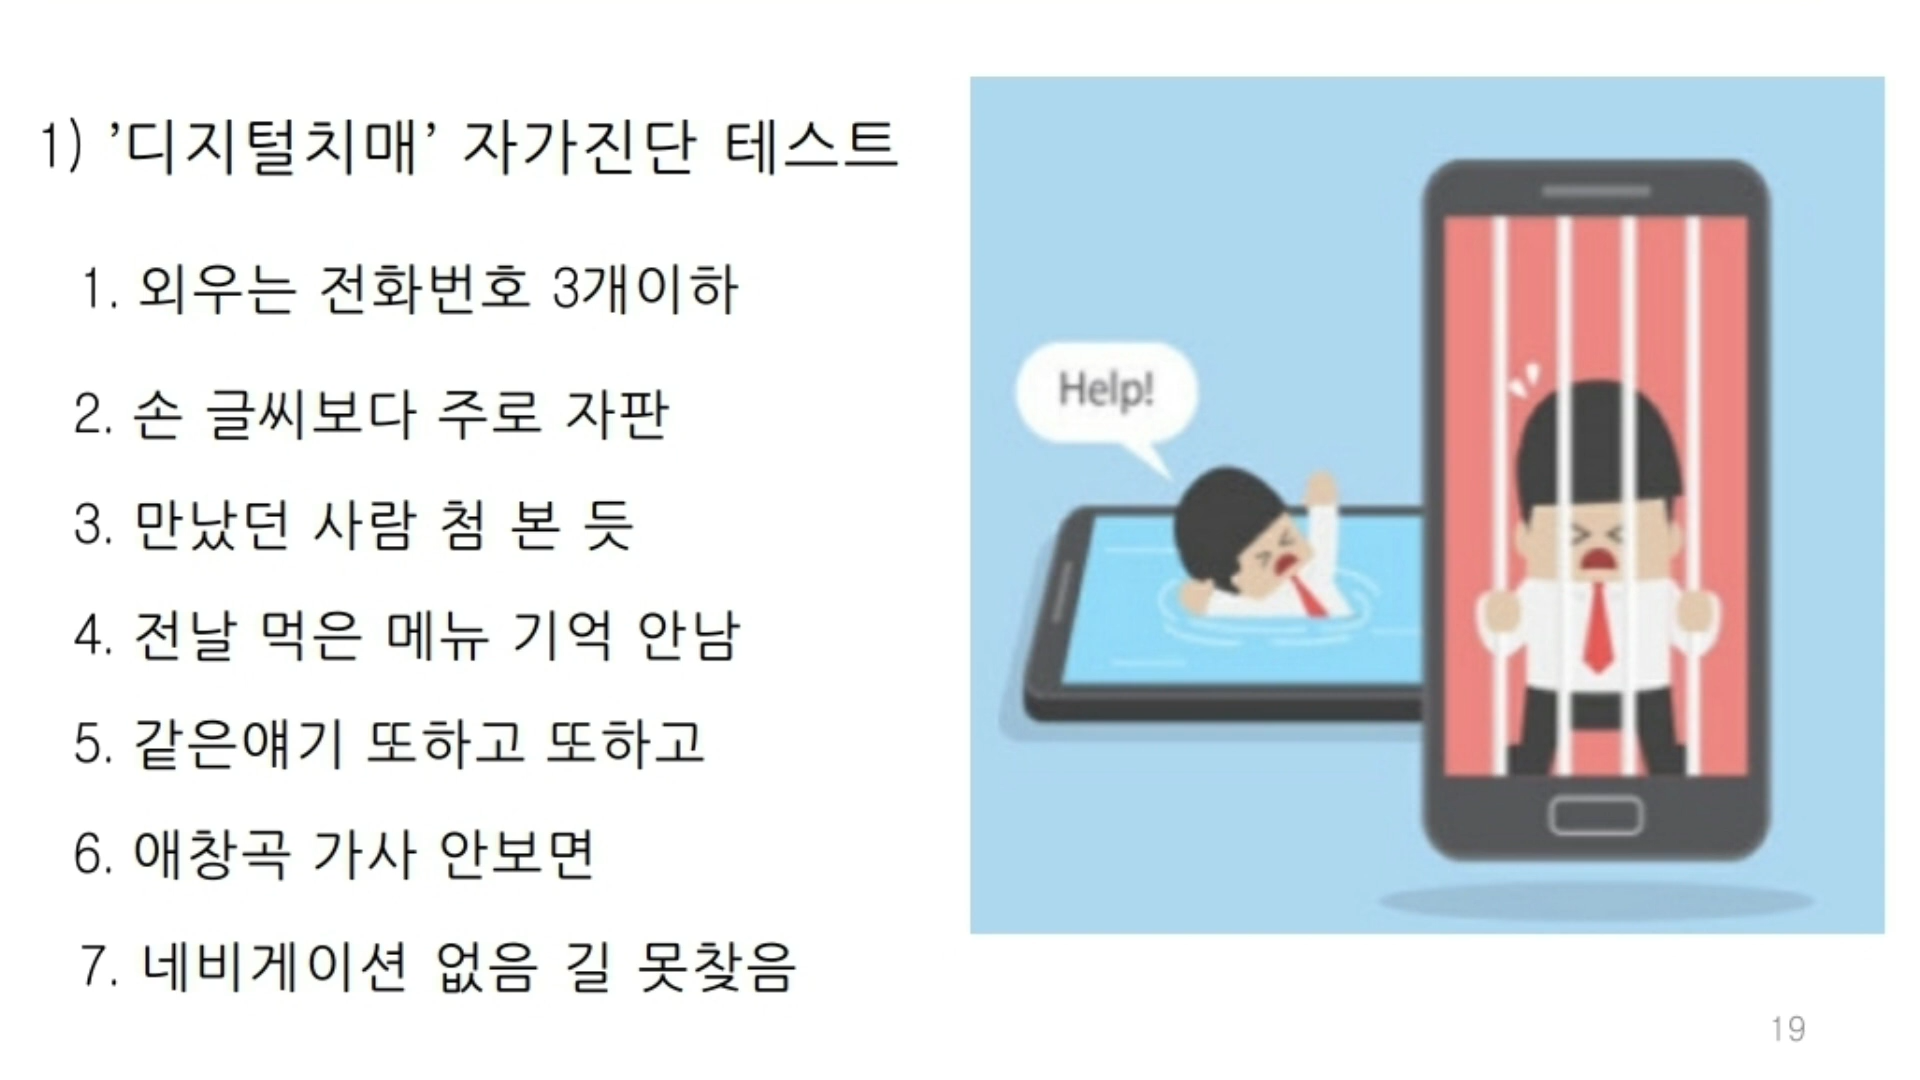 1) ’디지털치매’ 자가진단 테스트
1. 외우는 전화번호 3개이하
2. 손 글씨보다 주로 자판
3. 만났던 사람 첨 본 듯
4. 전날 먹은 메뉴 기억 안남
5. 같은얘기 또하고 또하고
6. 애창곡 가사 안보면
7. 네비게이션 없음 길 못찾음
Help!
19